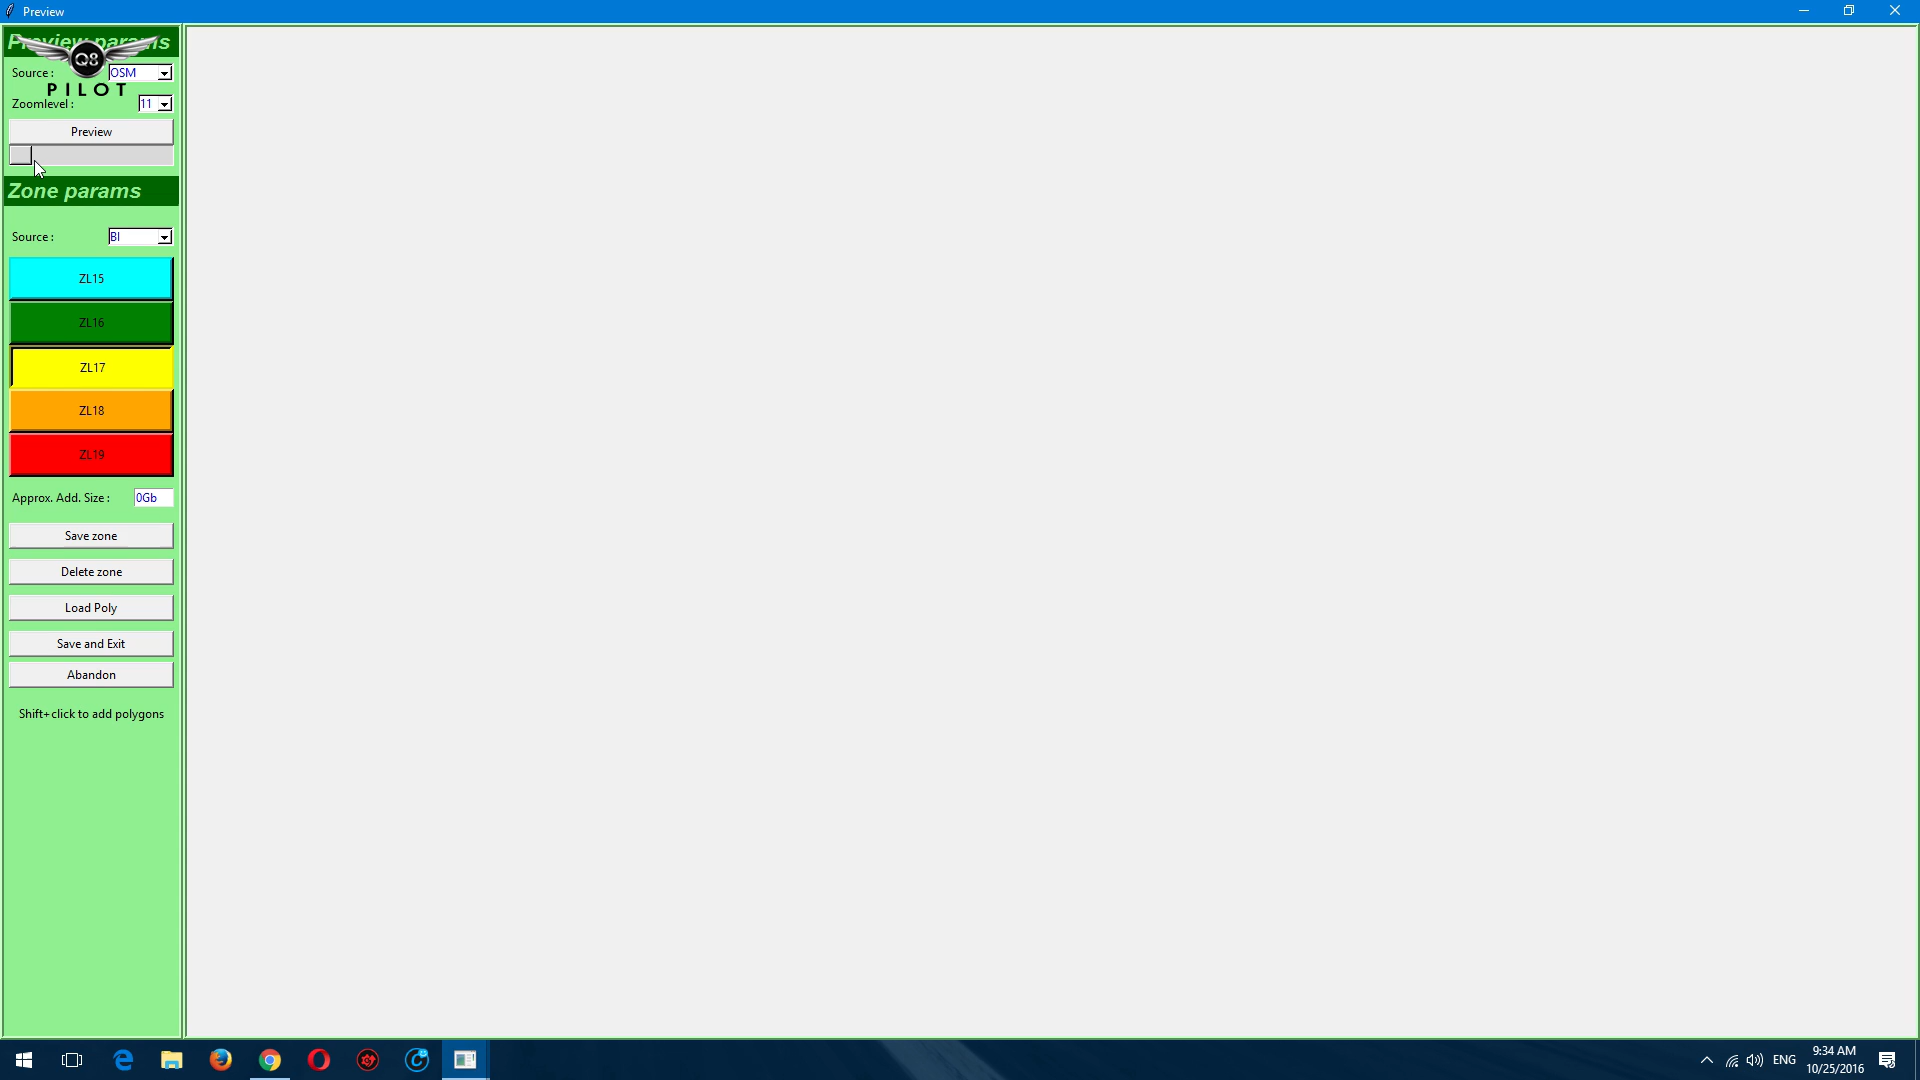 Preview
Preview params
Q8
PILOT
Source :
OSM
Zoomlevel :
11
Preview
Zone params
Source :
BI
ZL15
ZL16
ZL17
ZL18
ZL19
Approx. Add. Size :
0Gb
Save zone
Delete zone
Load Poly
Save and Exit
Abandon
Shift+click to add polygons
ENG
9:34 AM
10/25/2016